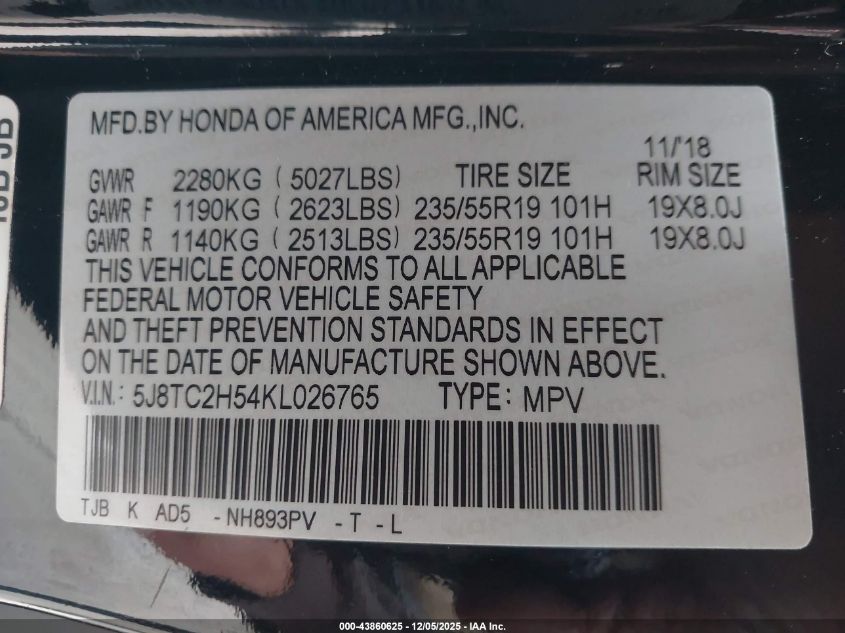 MFD.BY HONDA OF AMERICA MFG.,INC.
11/'18
GVWR 2280KG ( 5027LBS) TIRE SIZE RIM SIZE
GAWR F 1190KG ( 2623LBS) 235/55R19 101H 19X8.0J
GAWR R 1140KG ( 2513LBS) 235/55R19 101H 19X8.0J
THIS VEHICLE CONFORMS TO ALL APPLICABLE
FEDERAL MOTOR VEHICLE SAFETY
AND THEFT PREVENTION STANDARDS IN EFFECT
ON THE DATE OF MANUFACTURE SHOWN ABOVE.
V.I.N.: 5J8TC2H54KL026765 TYPE: MPV
TJB K AD5 -NH893PV -T -L
000-43860625 - 12/05/2025 - IAA Inc.